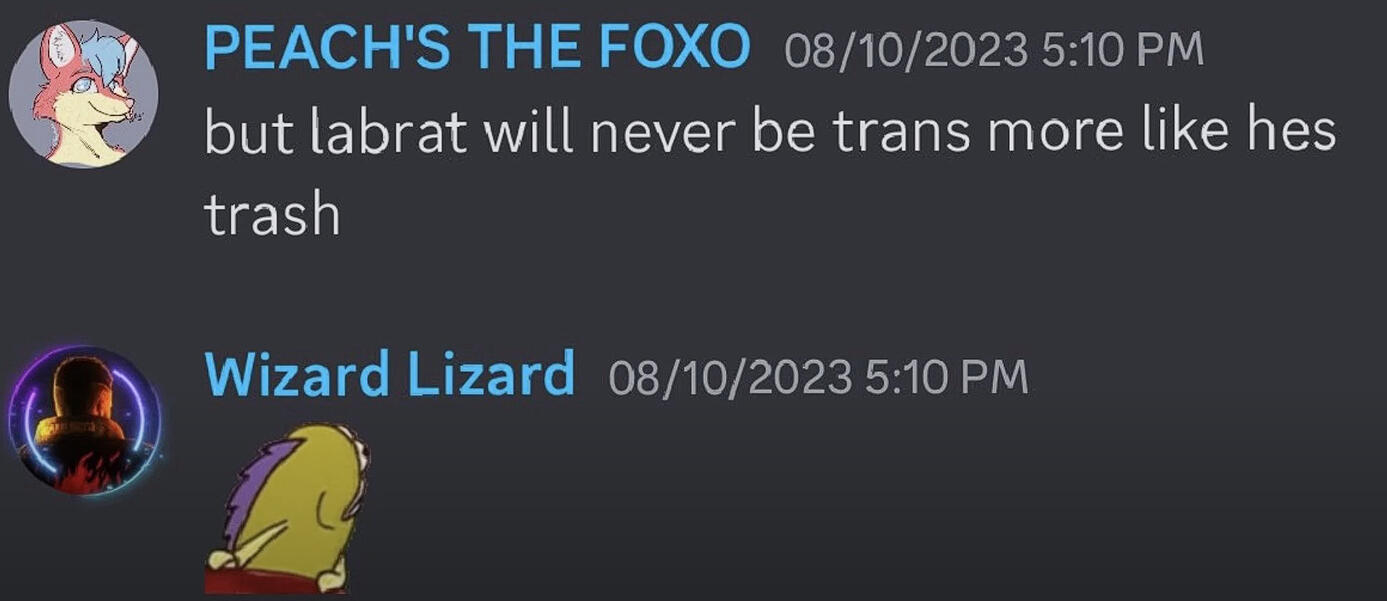 PEACH'S THE FOXO 08/10/2023 5:10 PM
but labrat will never be trans more like hes
trash
Wizard Lizard 08/10/2023 5:10 PM